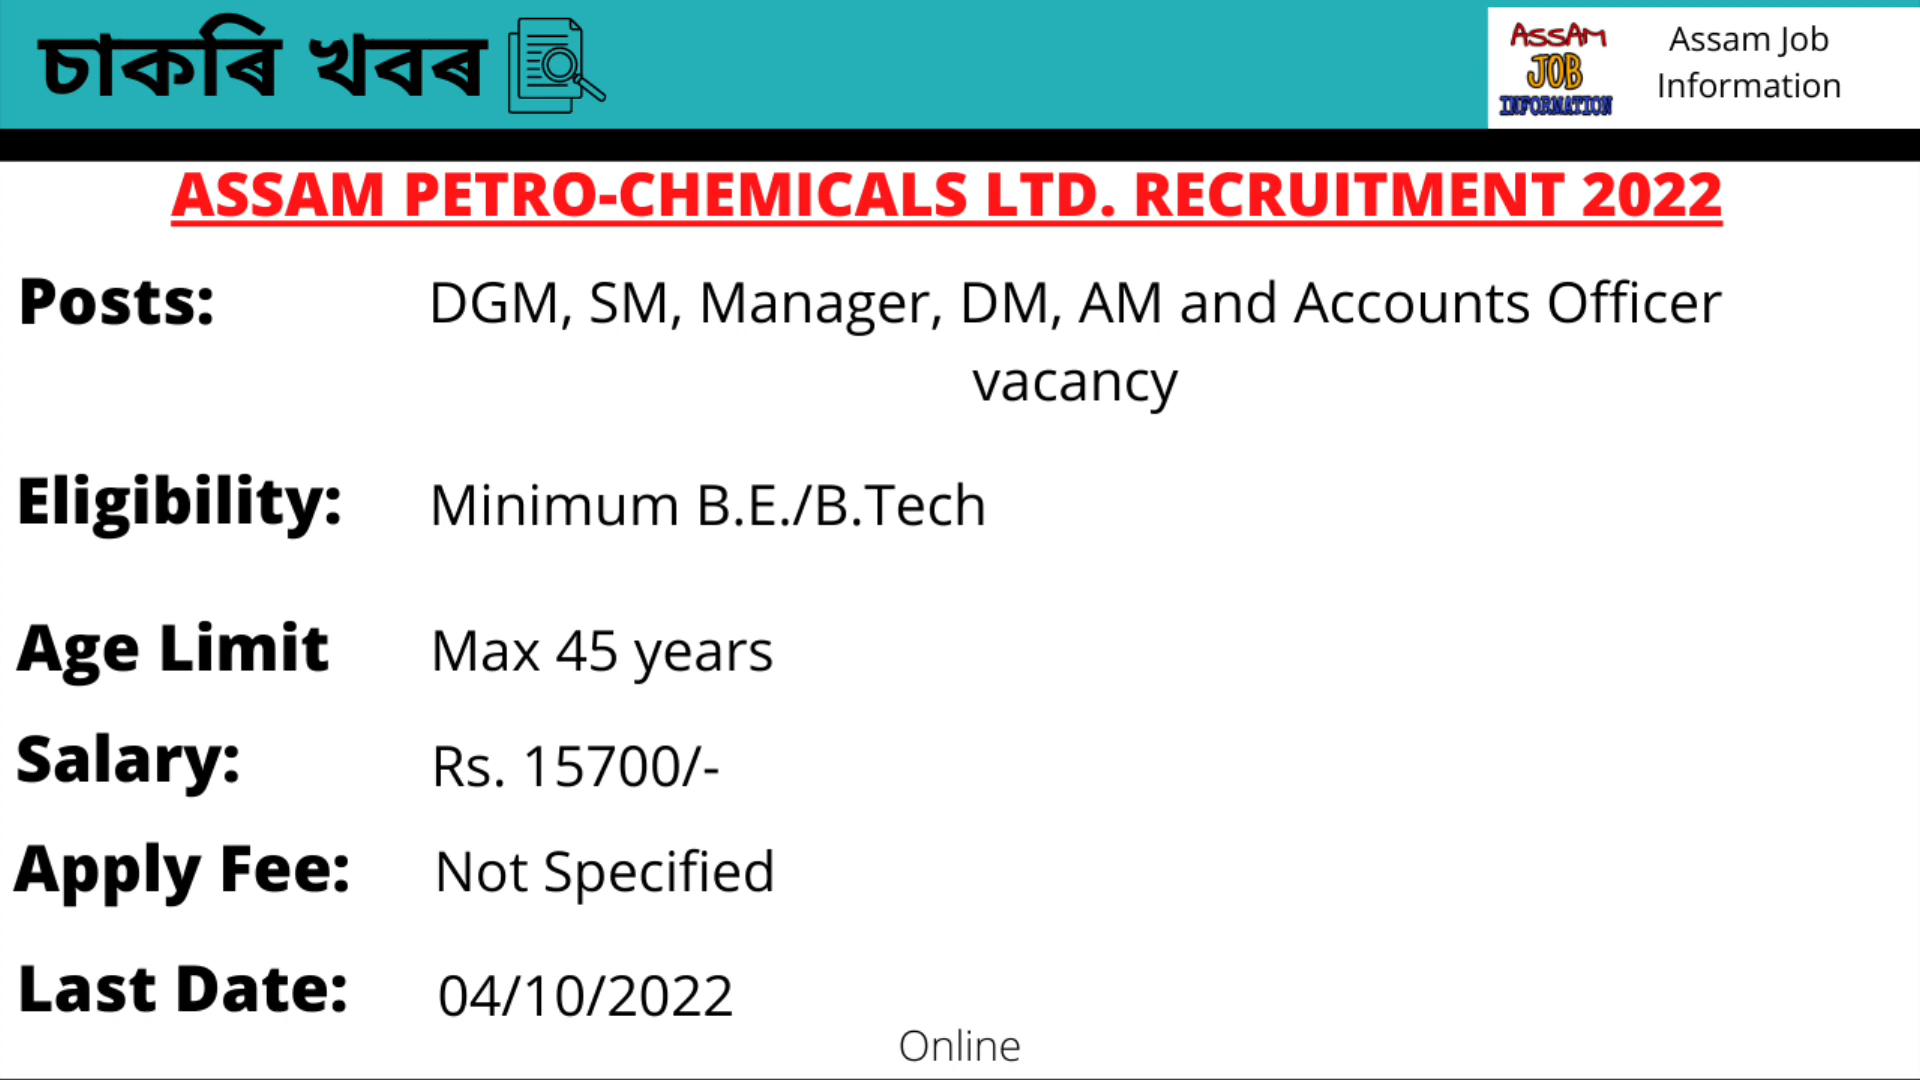 চাকৰি খবৰ
ASSAM
JOB
INFORMATION
Assam Job
Information
ASSAM PETRO-CHEMICALS LTD. RECRUITMENT 2022
Posts: DGM, SM, Manager, DM, AM and Accounts Officer
vacancy
Eligibility: Minimum B.E./B.Tech
Age Limit Max 45 years
Salary: Rs. 15700/-
Apply Fee: Not Specified
Last Date: 04/10/2022
Online